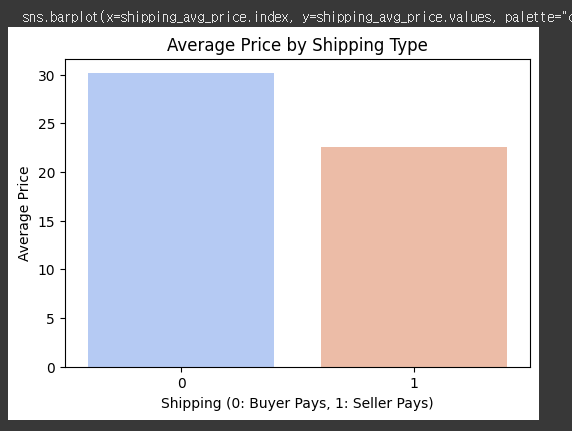 sns.barplot(x=shipping_avg_price.index, y=shipping_avg_price.values, palette="c
Average Price by Shipping Type
30
25
20
15
10
5
0
Average Price
0 1
Shipping (0: Buyer Pays, 1: Seller Pays)